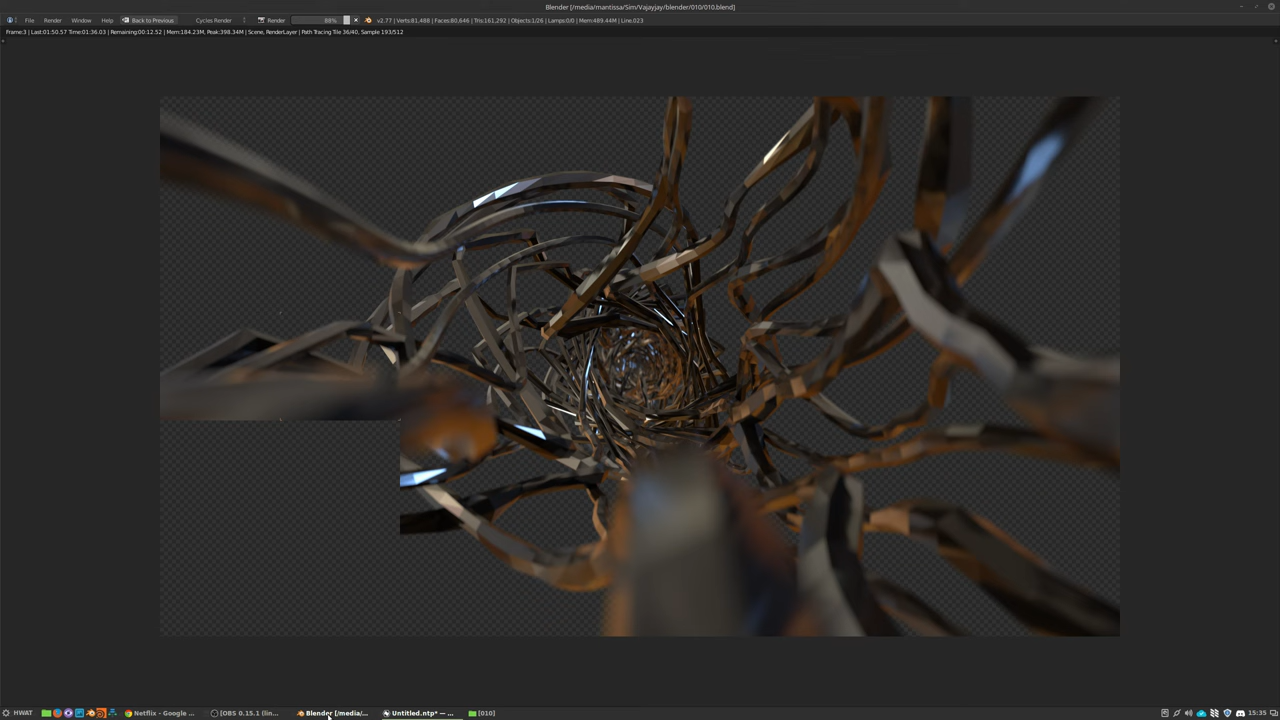 Blender [/media/mantissa/Sim/Vajayjay/blender/010/010.blend]
File Render Window Help Back to Previous Cycles Render Render 88% v2.77 | Verts:81,488 | Faces:80,646 | Tris:161,292 | Objects:1/26 | Lamps:0/0 | Mem:489.44M | Line.023
Frame:3 | Last:01:50.57 Time:01:36.03 | Remaining:00:12.52 | Mem:184.23M, Peak:398.34M | Scene, RenderLayer | Path Tracing Tile 36/40, Sample 193/512
HWAT Netflix - Google ... [OBS 0.15.1 (lin... Blender [/media/... Untitled.ntp* — ... [010] 15:35